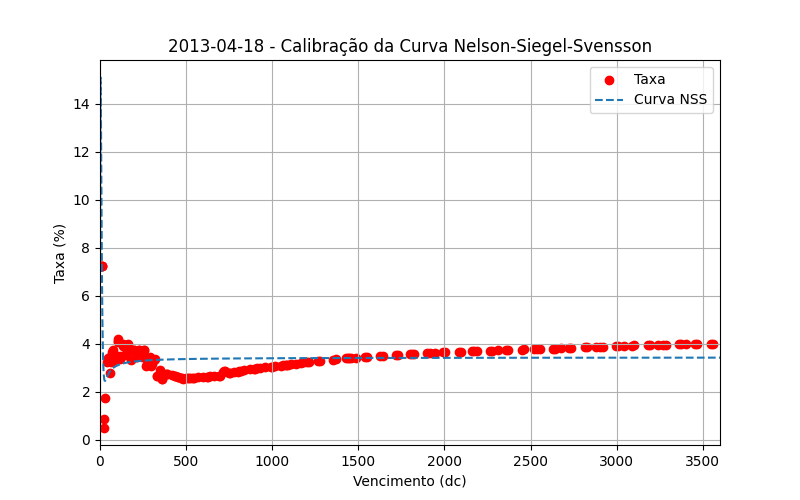 2013-04-18 - Calibração da Curva Nelson-Siegel-Svensson
Taxa
Curva NSS
Taxa (%)
14
12
10
8
6
4
2
0
0 500 1000 1500 2000 2500 3000 3500
Vencimento (dc)